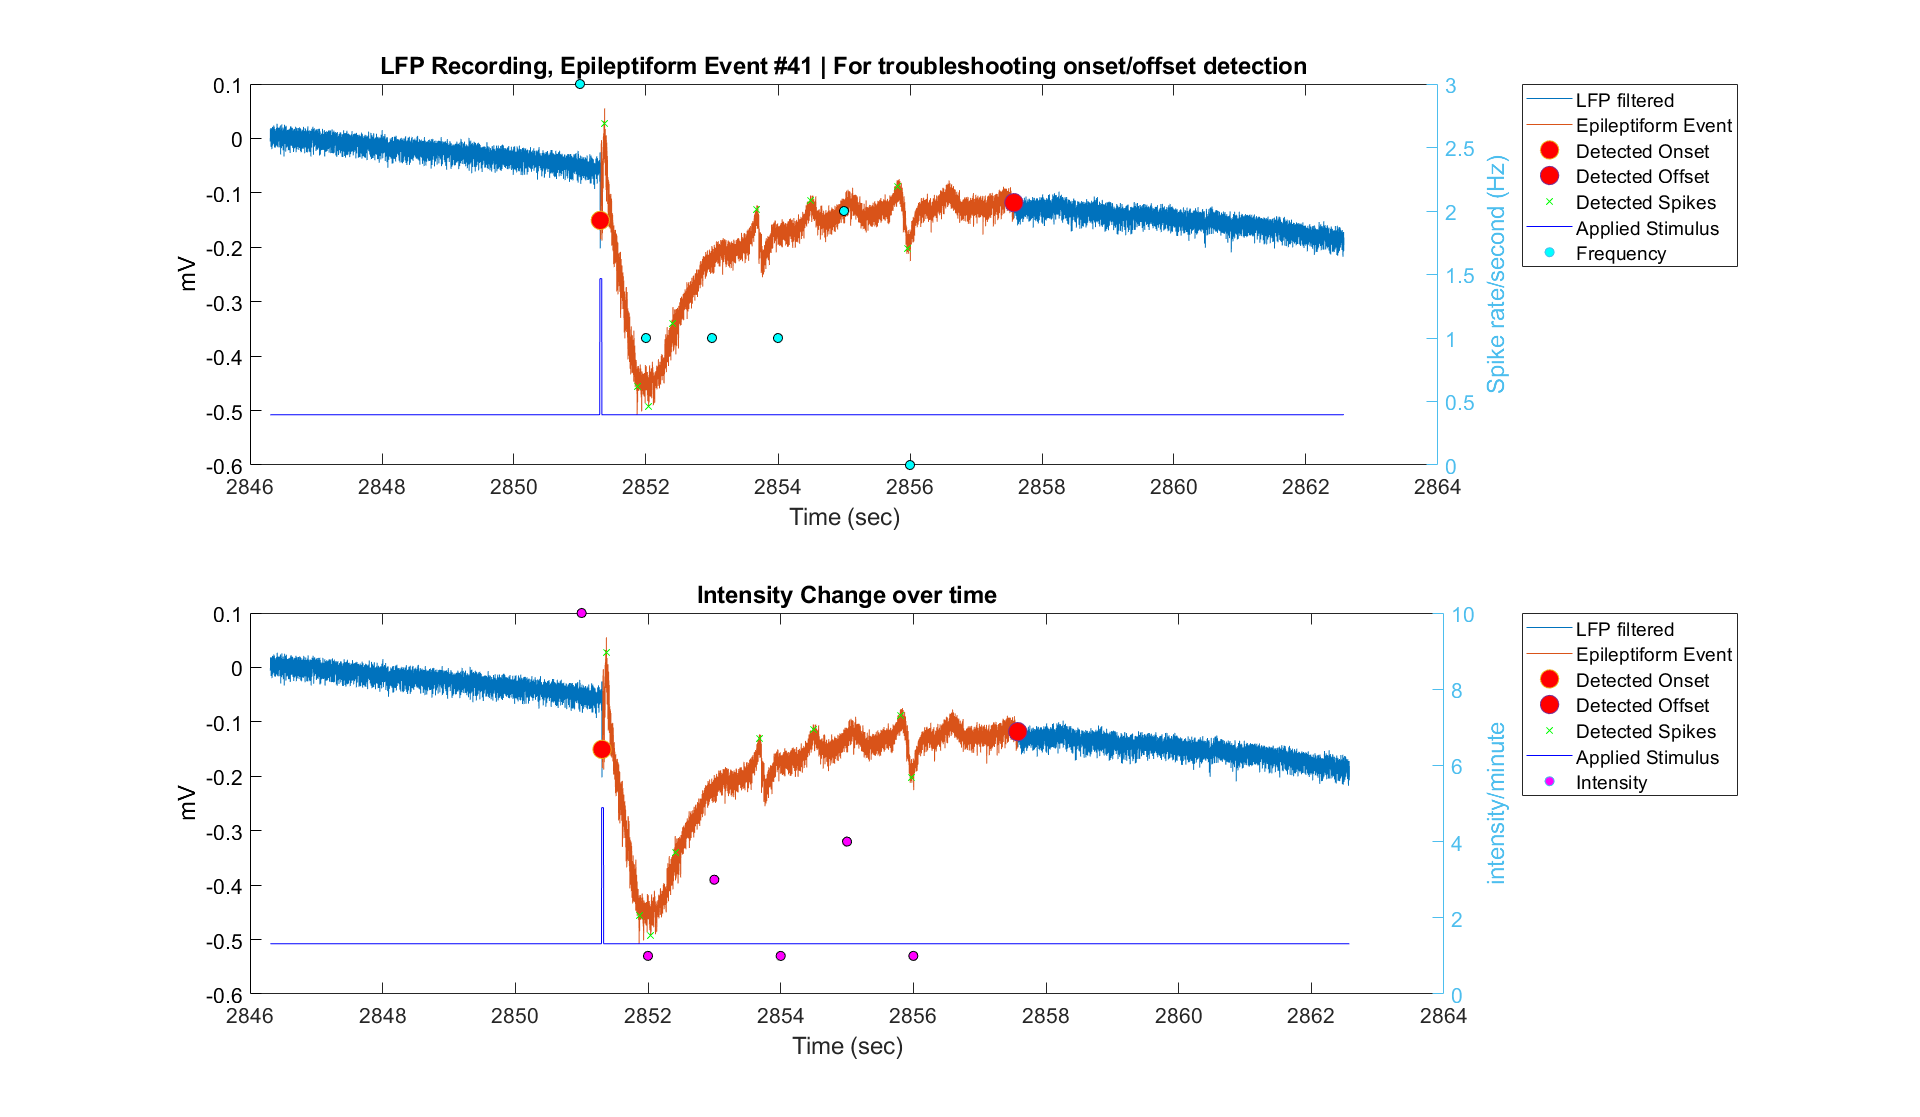 LFP Recording, Epileptiform Event #41 | For troubleshooting onset/offset detection
0.1
0
-0.1
-0.2
-0.3
-0.4
-0.5
-0.6
mV
2846 2848 2850 2852 2854 2856 2858 2860 2862 2864
Time (sec)
3
2.5
2
1.5
1
0.5
0
Spike rate/second (Hz)
LFP filtered
Epileptiform Event
Detected Onset
Detected Offset
Detected Spikes
Applied Stimulus
Frequency
Intensity Change over time
0.1
0
-0.1
-0.2
-0.3
-0.4
-0.5
-0.6
mV
2846 2848 2850 2852 2854 2856 2858 2860 2862 2864
Time (sec)
10
8
6
4
2
0
intensity/minute
LFP filtered
Epileptiform Event
Detected Onset
Detected Offset
Detected Spikes
Applied Stimulus
Intensity